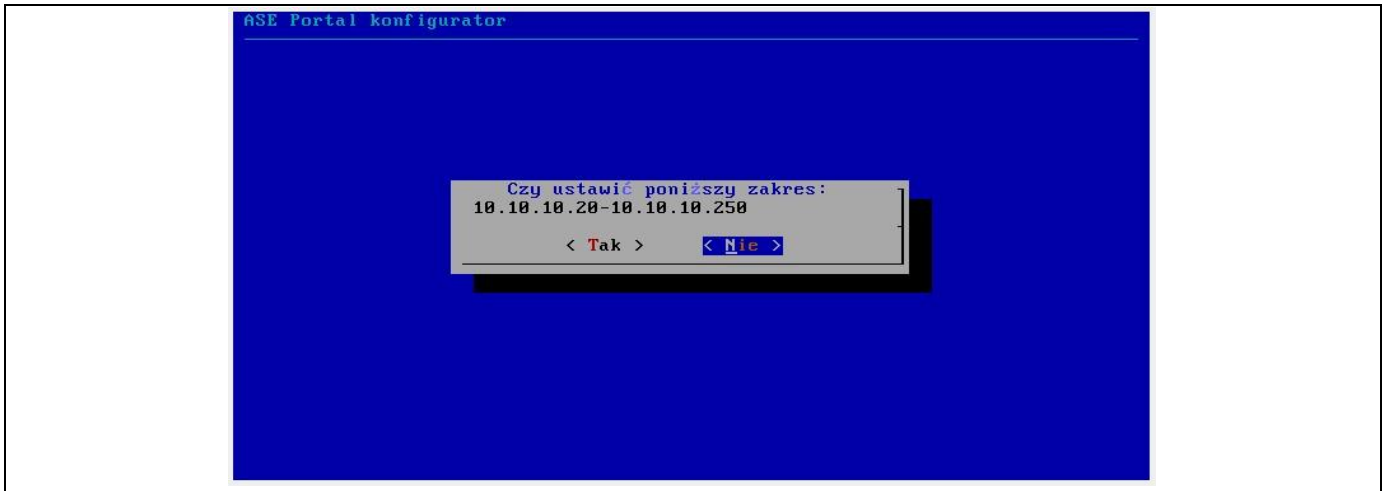 ASE Portal konfigurator
Czy ustawić poniższy zakres:
10.10.10.20-10.10.10.250
< Tak > < Nie >